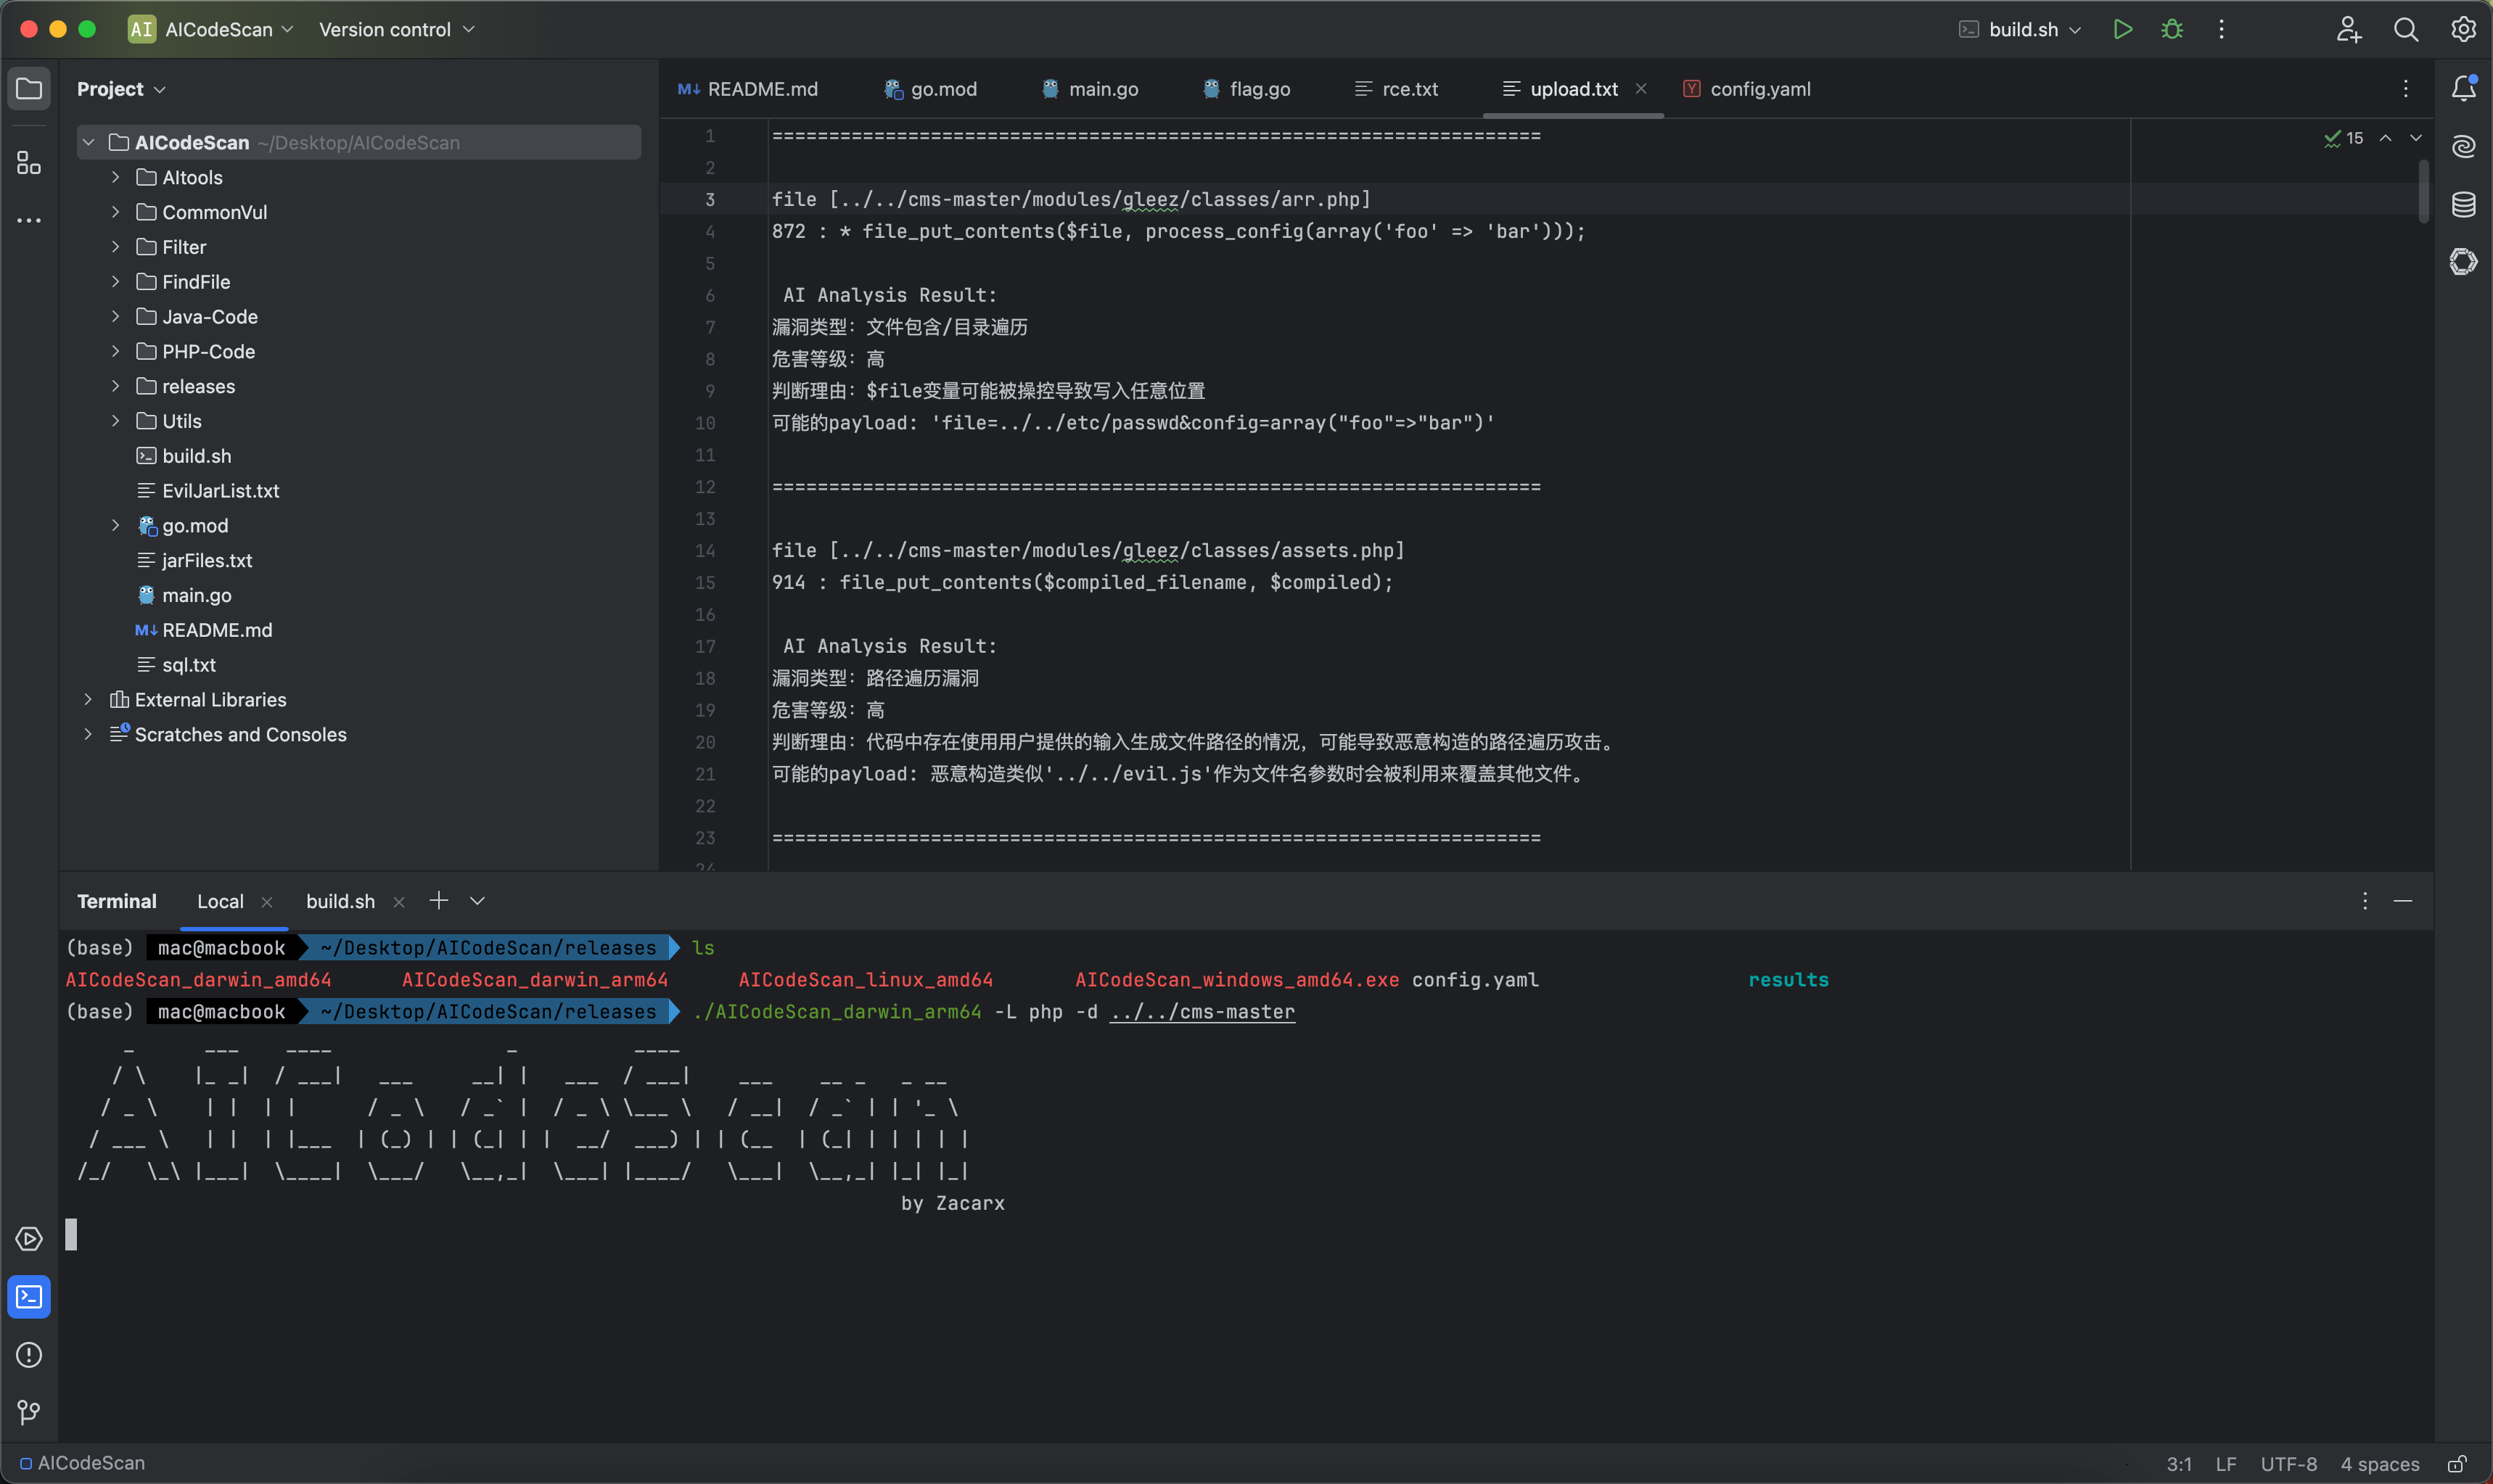 AI AICodeScan Version control build.sh
Project
AICodeScan ~/Desktop/AICodeScan
AItools
CommonVul
Filter
FindFile
Java-Code
PHP-Code
releases
Utils
build.sh
EvilJarList.txt
go.mod
jarFiles.txt
main.go
README.md
sql.txt
External Libraries
Scratches and Consoles
README.md go.mod main.go flag.go rce.txt upload.txt config.yaml
15
1 ====================================================================
2
3 file [../../cms-master/modules/gleez/classes/arr.php]
4 872 : * file_put_contents($file, process_config(array('foo' => 'bar')));
5
6 AI Analysis Result:
7 漏洞类型: 文件包含/目录遍历
8 危害等级: 高
9 判断理由: $file变量可能被操控导致写入任意位置
10 可能的payload: 'file=../../etc/passwd&config=array("foo"=>"bar")'
11
12 ====================================================================
13
14 file [../../cms-master/modules/gleez/classes/assets.php]
15 914 : file_put_contents($compiled_filename, $compiled);
16
17 AI Analysis Result:
18 漏洞类型: 路径遍历漏洞
19 危害等级: 高
20 判断理由: 代码中存在使用用户提供的输入生成文件路径的情况，可能导致恶意构造的路径遍历攻击。
21 可能的payload: 恶意构造类似'../../evil.js'作为文件名参数时会被利用来覆盖其他文件。
22
23 ====================================================================
24
Terminal Local build.sh
(base) mac@macbook ~/Desktop/AICodeScan/releases ls
AICodeScan_darwin_amd64 AICodeScan_darwin_arm64 AICodeScan_linux_amd64 AICodeScan_windows_amd64.exe config.yaml results
(base) mac@macbook ~/Desktop/AICodeScan/releases ./AICodeScan_darwin_arm64 -L php -d ../../cms-master
AICodeScan
by Zacarx
AICodeScan 3:1 LF UTF-8 4 spaces